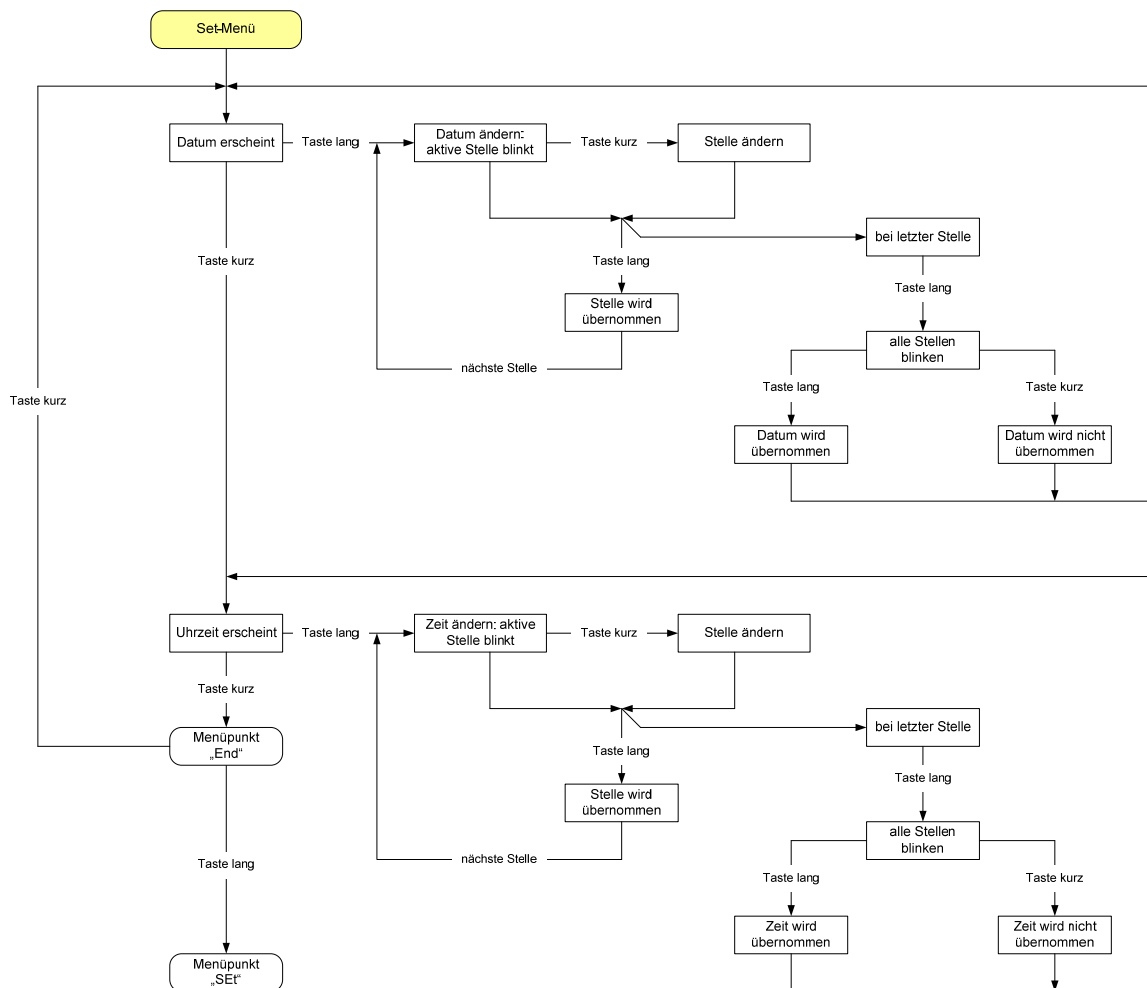 Set-Menü
Datum erscheint
Taste lang
Datum ändern:
aktive Stelle blinkt
Taste kurz
Stelle ändern
bei letzter Stelle
Taste kurz
Taste lang
Taste lang
Stelle wird
übernommen
alle Stellen
blinken
nächste Stelle
Taste lang
Taste kurz
Taste kurz
Datum wird
übernommen
Datum wird nicht
übernommen
Uhrzeit erscheint
Taste lang
Zeit ändern: aktive
Stelle blinkt
Taste kurz
Stelle ändern
Taste kurz
Menüpunkt
„End“
bei letzter Stelle
Taste lang
Taste lang
Stelle wird
übernommen
alle Stellen
blinken
nächste Stelle
Taste lang
Taste lang
Taste kurz
Zeit wird
übernommen
Zeit wird nicht
übernommen
Menüpunkt
„SEt“